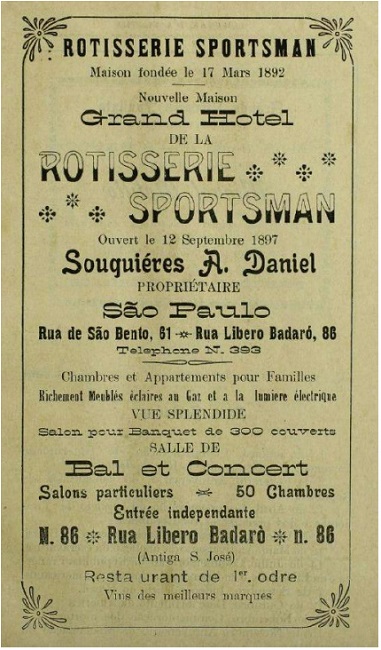 ROTISSERIE SPORTSMAN
Maison fondée le 17 Mars 1892
Nouvelle Maison
Grand Hotel
DE LA
ROTISSERIE
SPORTSMAN
Ouvert le 12 Septembre 1897
Souquiéres A. Daniel
PROPRIÉTAIRE
São Paulo
Rua de São Bento, 61 Rua Libero Badaró, 86
Telephone N. 393
Chambres et Appartements pour Familles
Richement Meublés éclaires au Gaz et a la lumiere électrique
VUE SPLENDIDE
Salon pour Banquet de 300 couverts
SALLE DE
Bal et Concert
Salons particuliers 50 Chambres
Entrée independante
N. 86 Rua Libero Badarò n. 86
(Antiga S. José)
Resta urant de 1er. odre
Vins des meilleurs marques